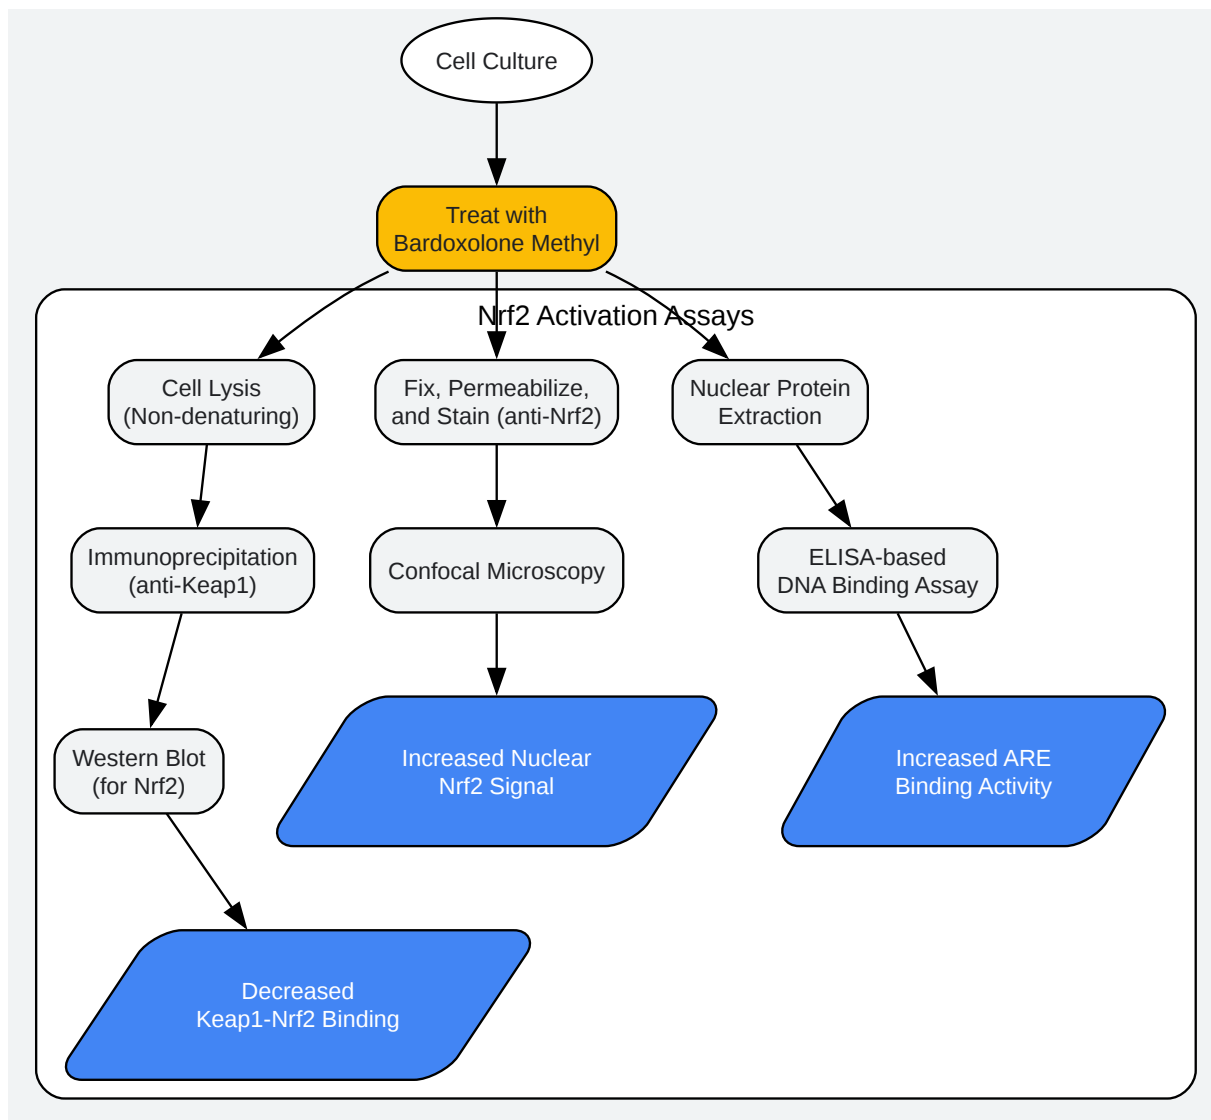 Cell Culture
Treat with
Bardoxolone Methyl
Nrf2 Activation Assays
Cell Lysis
(Non-denaturing)
Fix, Permeabilize,
and Stain (anti-Nrf2)
Nuclear Protein
Extraction
Immunoprecipitation
(anti-Keap1)
Confocal Microscopy
ELISA-based
DNA Binding Assay
Western Blot
(for Nrf2)
Increased Nuclear
Nrf2 Signal
Increased ARE
Binding Activity
Decreased
Keap1-Nrf2 Binding